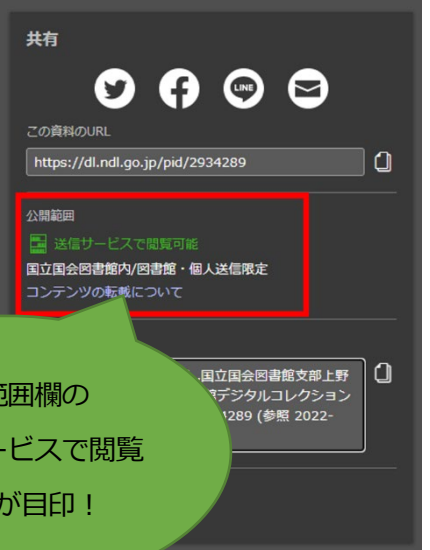 共有
LINE
この資料のURL
https://dl.ndl.go.jp/pid/2934289
公開範囲
送信サービスで閲覧可能
国立国会図書館内/図書館・個人送信限定
コンテンツの転載について
国立国会図書館支部上野
デジタルコレクション
4289 (参照 2022-
範囲欄の
ービスで閲覧
が目印！